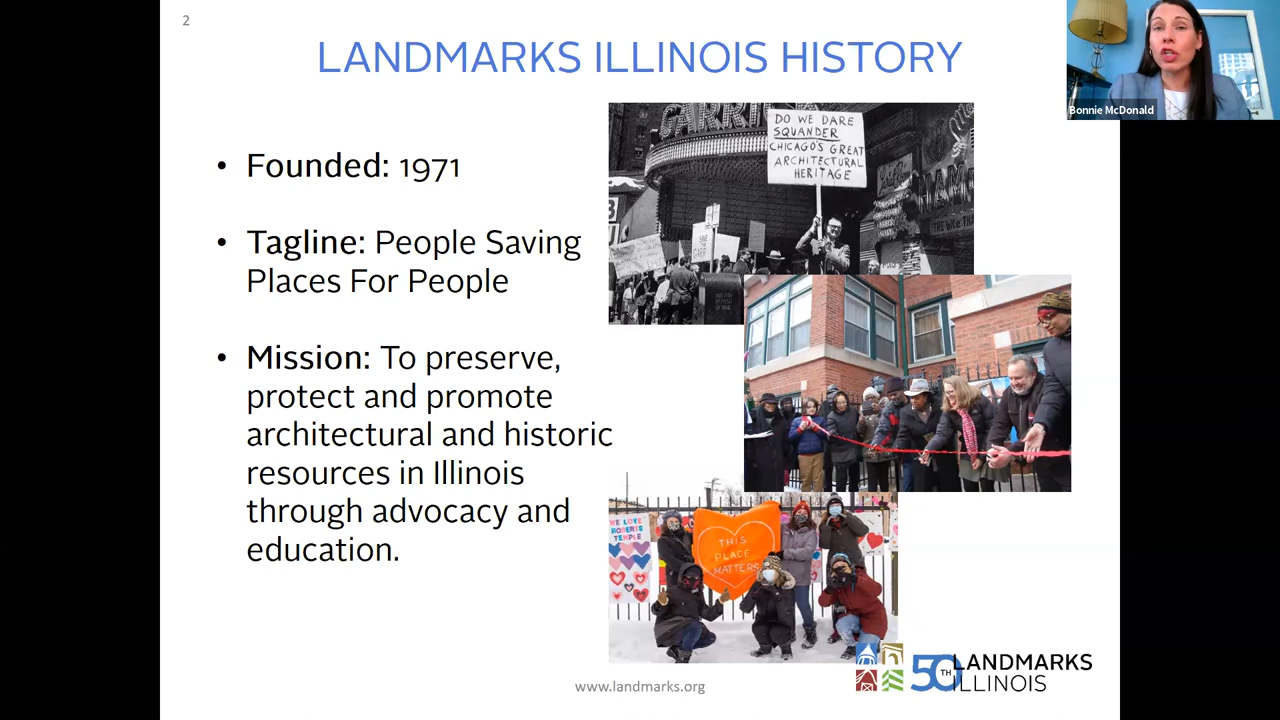 2
LANDMARKS ILLINOIS HISTORY
Bonnie McDonald
• Founded: 1971
• Tagline: People Saving
Places For People
• Mission: To preserve,
protect and promote
architectural and historic
resources in Illinois
through advocacy and
education.
GARRI
DO WE DARE
SQUANDER
CHICAGO'S GREAT
ARCHITECTURAL
HERITAGE
WE LOVE
ROBERTS
TEMPLE
THIS
PLACE
MATTERS
www.landmarks.org
50TH
LANDMARKS
ILLINOIS